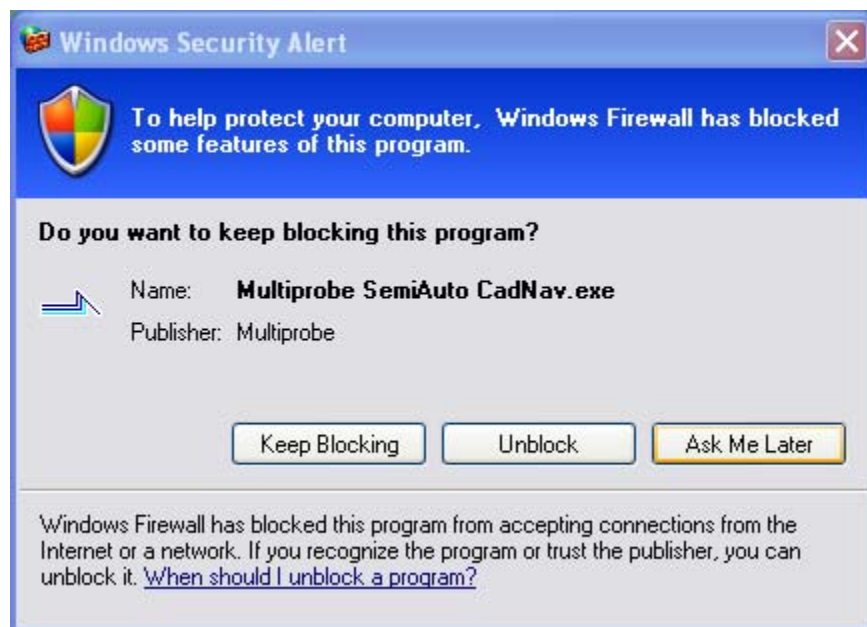 Windows Security Alert
To help protect your computer, Windows Firewall has blocked
some features of this program.
Do you want to keep blocking this program?
Name: Multiprobe SemiAuto CadNav.exe
Publisher: Multiprobe
Keep Blocking Unblock Ask Me Later
Windows Firewall has blocked this program from accepting connections from the
Internet or a network. If you recognize the program or trust the publisher, you can
unblock it. When should I unblock a program?